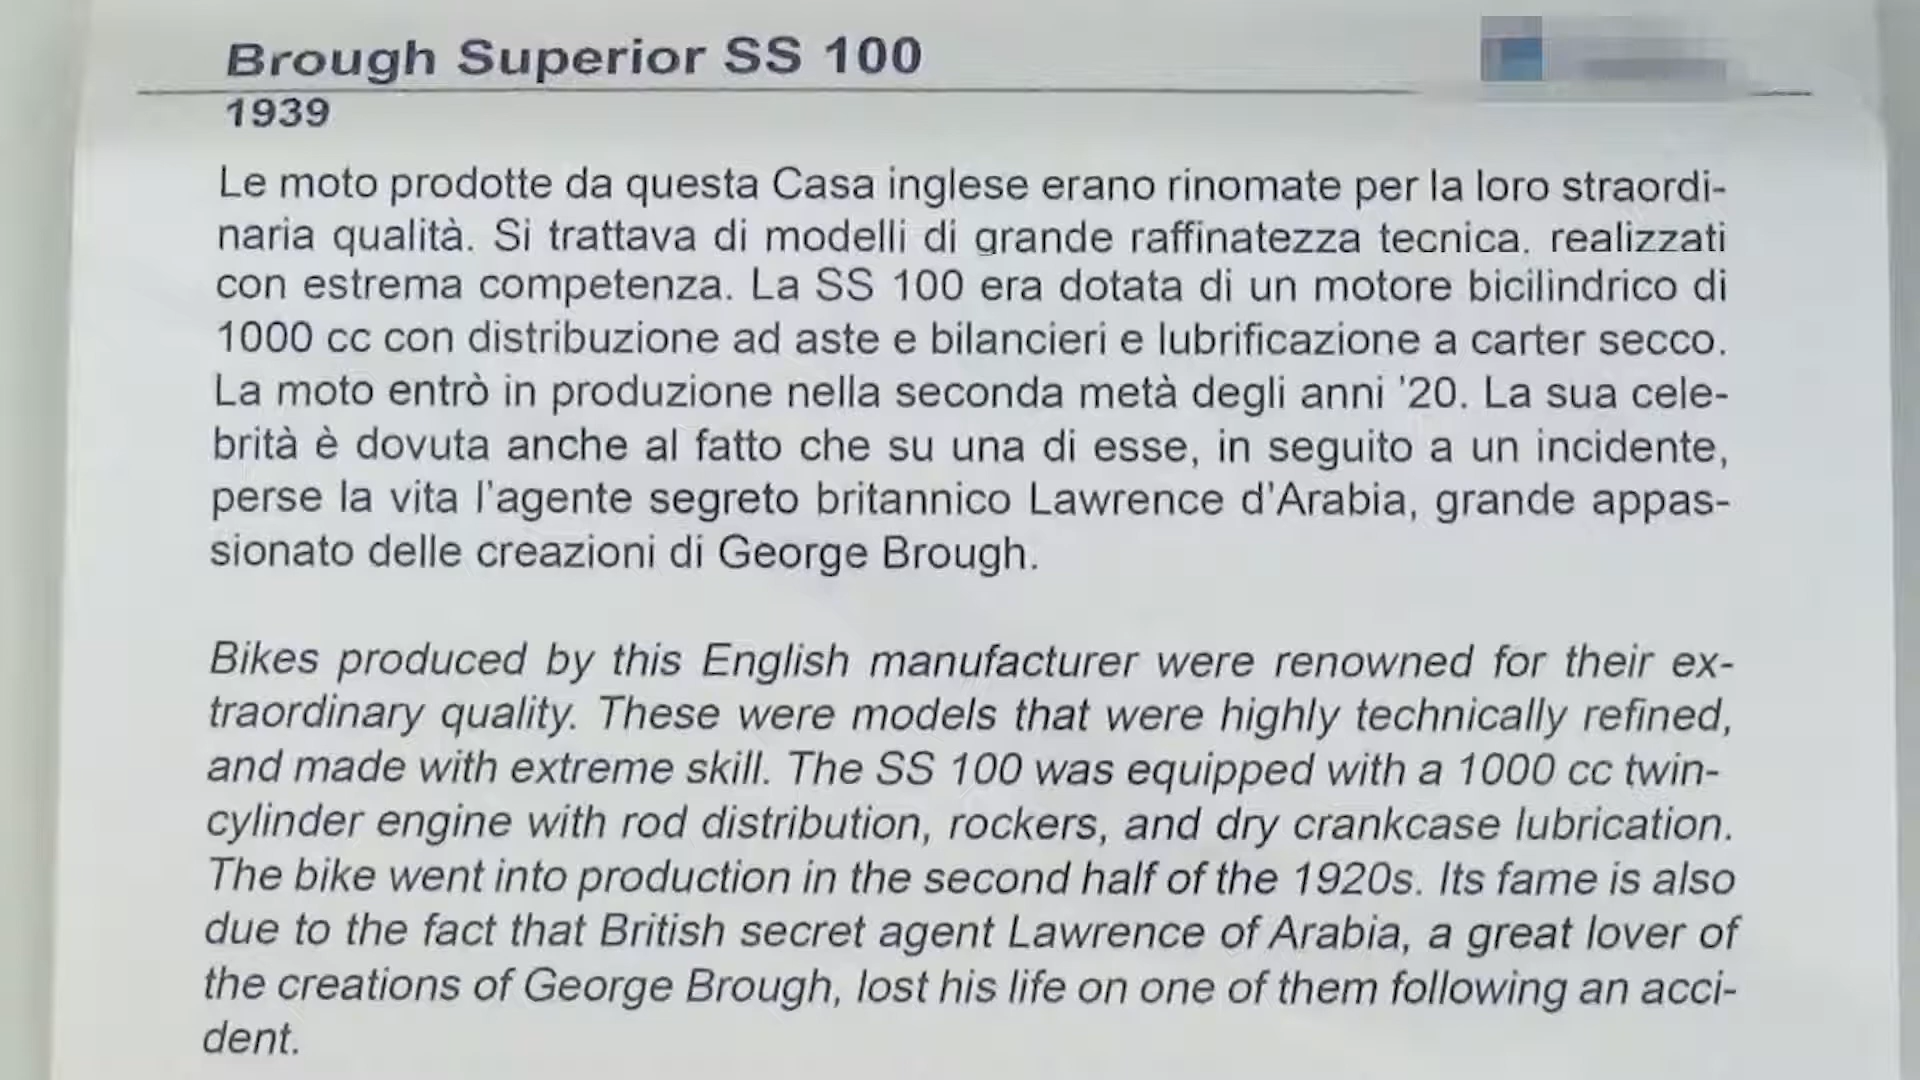 Brough Superior SS 100
1939
Le moto prodotte da questa Casa inglese erano rinomate per la loro straordi-
naria qualità. Si trattava di modelli di grande raffinatezza tecnica. realizzati
con estrema competenza. La SS 100 era dotata di un motore bicilindrico di
1000 cc con distribuzione ad aste e bilancieri e lubrificazione a carter secco.
La moto entrò in produzione nella seconda metà degli anni '20. La sua cele-
brità è dovuta anche al fatto che su una di esse, in seguito a un incidente,
perse la vita l'agente segreto britannico Lawrence d'Arabia, grande appas-
sionato delle creazioni di George Brough.
Bikes produced by this English manufacturer were renowned for their ex-
traordinary quality. These were models that were highly technically refined,
and made with extreme skill. The SS 100 was equipped with a 1000 cc twin-
cylinder engine with rod distribution, rockers, and dry crankcase lubrication.
The bike went into production in the second half of the 1920s. Its fame is also
due to the fact that British secret agent Lawrence of Arabia, a great lover of
the creations of George Brough, lost his life on one of them following an acci-
dent.